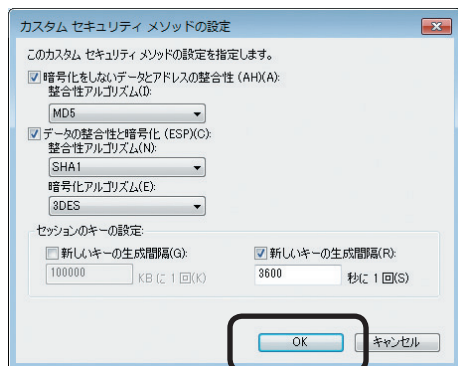 カスタム セキュリティ メソッドの設定
このカスタム セキュリティ メソッドの設定を指定します。
暗号化をしないデータとアドレスの整合性 (AH)(A):
整合性アルゴリズム(I):
MD5
データの整合性と暗号化 (ESP)(C):
整合性アルゴリズム(N):
SHA1
暗号化アルゴリズム(E):
3DES
セッションのキーの設定:
新しいキーの生成間隔(G): 新しいキーの生成間隔(R):
100000 KB に 1 回(K) 3600 秒に 1 回(S)
OK キャンセル